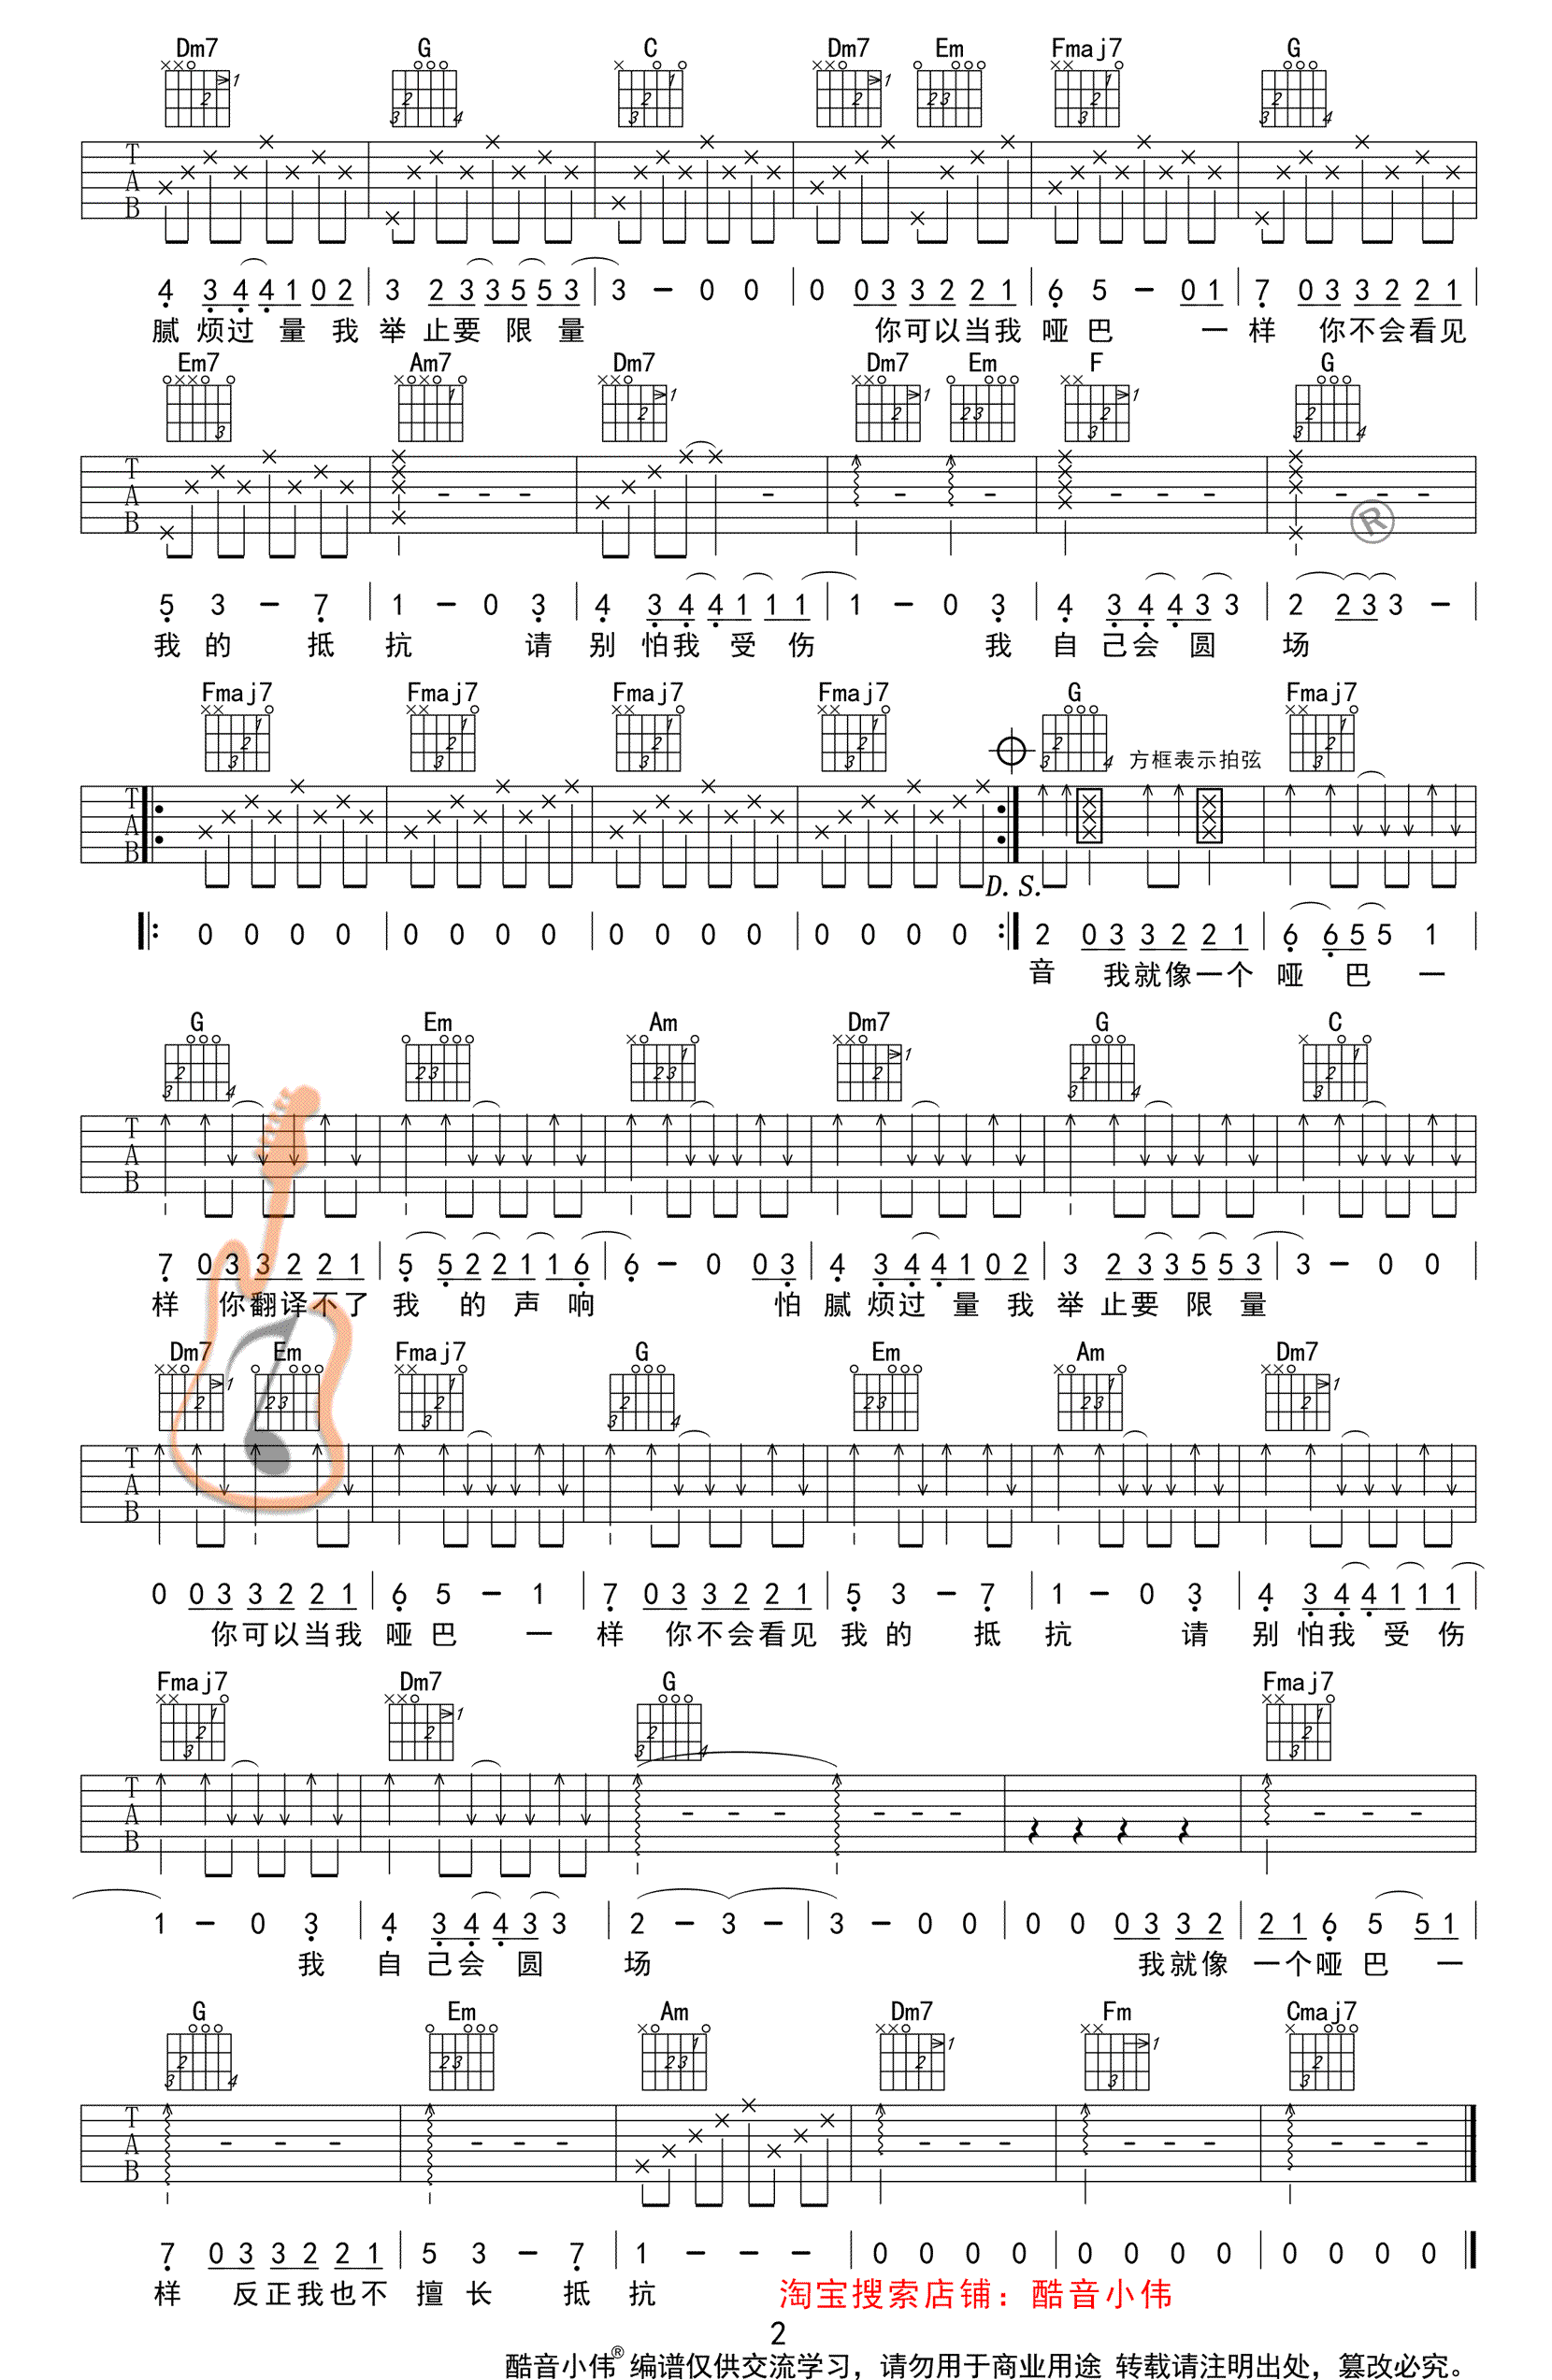 Dm7 G C Dm7 Em Fmaj7 G
4 3 4 4 1 0 2 | 3 2 3 3 5 5 3 | 3 - 0 0 | 0 0 3 3 2 2 1 | 6 5 - 0 1 | 7 0 3 3 2 2 1 |
腻 烦过 量 我 举 止要 限 量 你可以当我 哑 巴 一 样 你不会看见
Em7 Am7 Dm7 Dm7 Em F G
5 3 - 7 | 1 - 0 3 | 4 3 4 4 1 1 1 | 1 - 0 3 | 4 3 4 4 3 3 | 2 2 3 3 - |
我 的 抵 抗 请 别 怕我 受 伤 我 自 己会 圆 场
Fmaj7 Fmaj7 Fmaj7 Fmaj7 G 方框表示拍弦 Fmaj7
D. S.
0 0 0 0 | 0 0 0 0 | 0 0 0 0 | 0 0 0 0 :| 2 0 3 3 2 2 1 | 6 6 5 5 1 |
音 我就像一个 哑 巴 一
G Em Am Dm7 G C
7 0 3 3 2 2 1 | 5 5 2 2 1 1 6 | 6 - 0 0 3 | 4 3 4 4 1 0 2 | 3 2 3 3 5 5 3 | 3 - 0 0 |
样 你翻译不了 我 的 声 响 怕 腻 烦过 量 我 举 止要 限 量
Dm7 Em Fmaj7 G Em Am Dm7
0 0 3 3 2 2 1 | 6 5 - 1 | 7 0 3 3 2 2 1 | 5 3 - 7 | 1 - 0 3 | 4 3 4 4 1 1 1 |
你可以当我 哑 巴 一 样 你不会看见 我 的 抵 抗 请 别 怕我 受 伤
Fmaj7 Dm7 G Fmaj7
1 - 0 3 | 4 3 4 4 3 3 | 2 - 3 - | 3 - 0 0 | 0 0 0 3 3 2 | 2 1 6 5 5 1 |
我 自 己会 圆 场 我就像 一个哑 巴 一
G Em Am Dm7 Fm Cmaj7
7 0 3 3 2 2 1 | 5 3 - 7 | 1 - - - | 0 0 0 0 | 0 0 0 0 | 0 0 0 0
样 反正我也不 擅 长 抵 抗 淘宝搜索店铺：酷音小伟
2
酷音小伟® 编谱仅供交流学习，请勿用于商业用途 转载请注明出处，篡改必究。